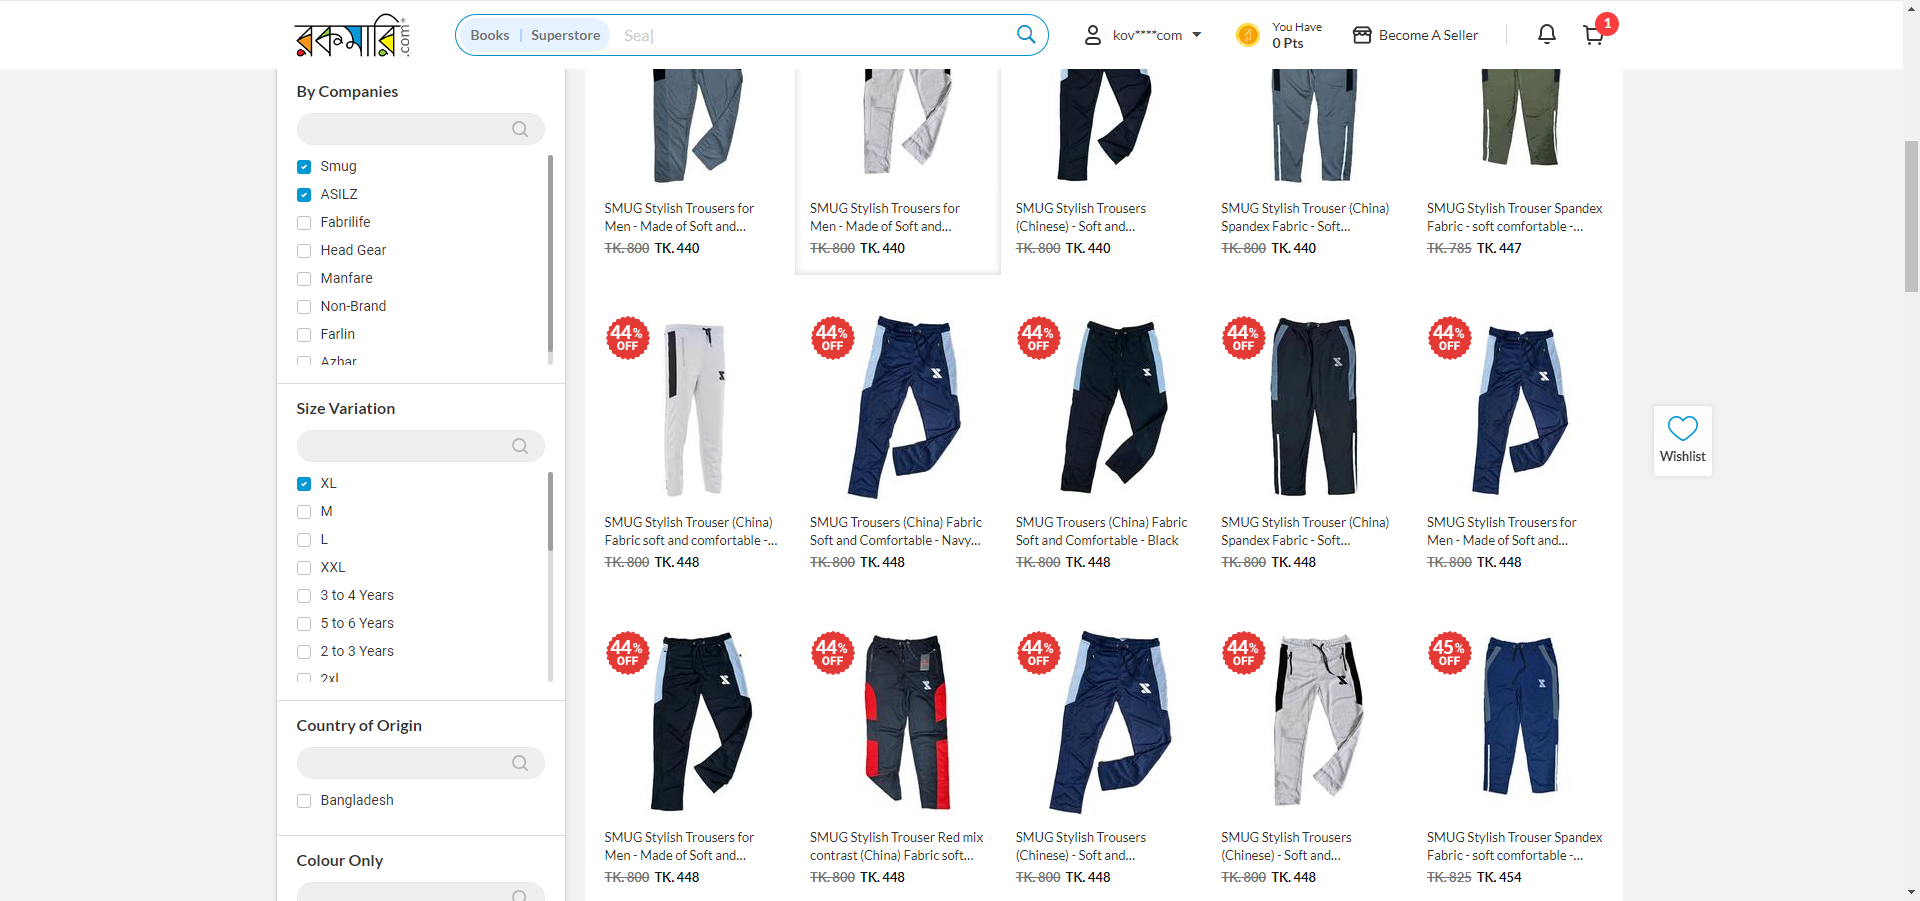 রকমারি.com
Books | Superstore
Sea
kov****com
You Have
0 Pts
Become A Seller
1
By Companies
Smug
ASILZ
Fabrilife
Head Gear
Manfare
Non-Brand
Farlin
Azhar
Size Variation
XL
M
L
XXL
3 to 4 Years
5 to 6 Years
2 to 3 Years
2xl
Country of Origin
Bangladesh
Colour Only
SMUG Stylish Trousers for
Men - Made of Soft and...
TK. 800 TK. 440
SMUG Stylish Trousers for
Men - Made of Soft and...
TK. 800 TK. 440
SMUG Stylish Trousers
(Chinese) - Soft and...
TK. 800 TK. 440
SMUG Stylish Trouser (China)
Spandex Fabric - Soft...
TK. 800 TK. 440
SMUG Stylish Trouser Spandex
Fabric - soft comfortable -...
TK. 785 TK. 447
44%
OFF
SMUG Stylish Trouser (China)
Fabric soft and comfortable -...
TK. 800 TK. 448
44%
OFF
SMUG Trousers (China) Fabric
Soft and Comfortable - Navy...
TK. 800 TK. 448
44%
OFF
SMUG Trousers (China) Fabric
Soft and Comfortable - Black
TK. 800 TK. 448
44%
OFF
SMUG Stylish Trouser (China)
Spandex Fabric - Soft...
TK. 800 TK. 448
44%
OFF
SMUG Stylish Trousers for
Men - Made of Soft and...
TK. 800 TK. 448
44%
OFF
SMUG Stylish Trousers for
Men - Made of Soft and...
TK. 800 TK. 448
44%
OFF
SMUG Stylish Trouser Red mix
contrast (China) Fabric soft...
TK. 800 TK. 448
44%
OFF
SMUG Stylish Trousers
(Chinese) - Soft and...
TK. 800 TK. 448
44%
OFF
SMUG Stylish Trousers
(Chinese) - Soft and...
TK. 800 TK. 448
45%
OFF
SMUG Stylish Trouser Spandex
Fabric - soft comfortable -...
TK. 825 TK. 454
Wishlist